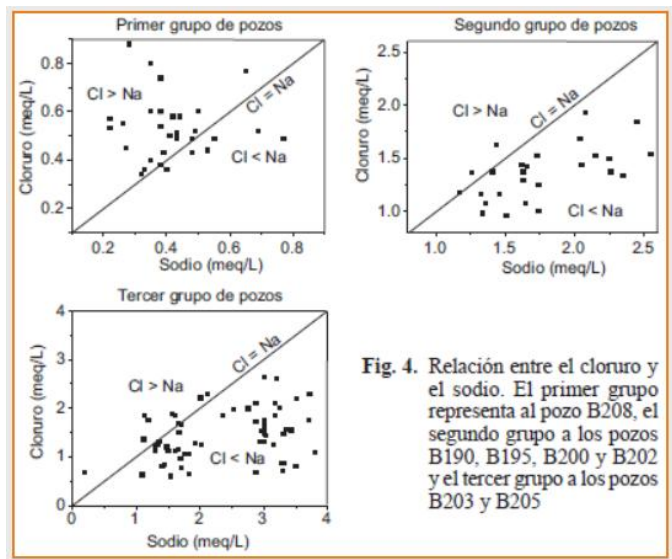 Primer grupo de pozos
Cloruro (meq/L)
0.8
0.6
0.4
0.2
Cl > Na
Cl = Na
Cl < Na
0.2 0.4 0.6 0.8
Sodio (meq/L)
Segundo grupo de pozos
Cloruro (meq/L)
2.5
2.0
1.5
1.0
Cl > Na
Cl = Na
Cl < Na
1.0 1.5 2.0 2.5
Sodio (meq/L)
Tercer grupo de pozos
Cloruro (meq/L)
4
3
2
1
0
Cl > Na
Cl = Na
Cl < Na
0 1 2 3 4
Sodio (meq/L)
Fig. 4. Relación entre el cloruro y
el sodio. El primer grupo
representa al pozo B208, el
segundo grupo a los pozos
B190, B195, B200 y B202
y el tercer grupo a los pozos
B203 y B205